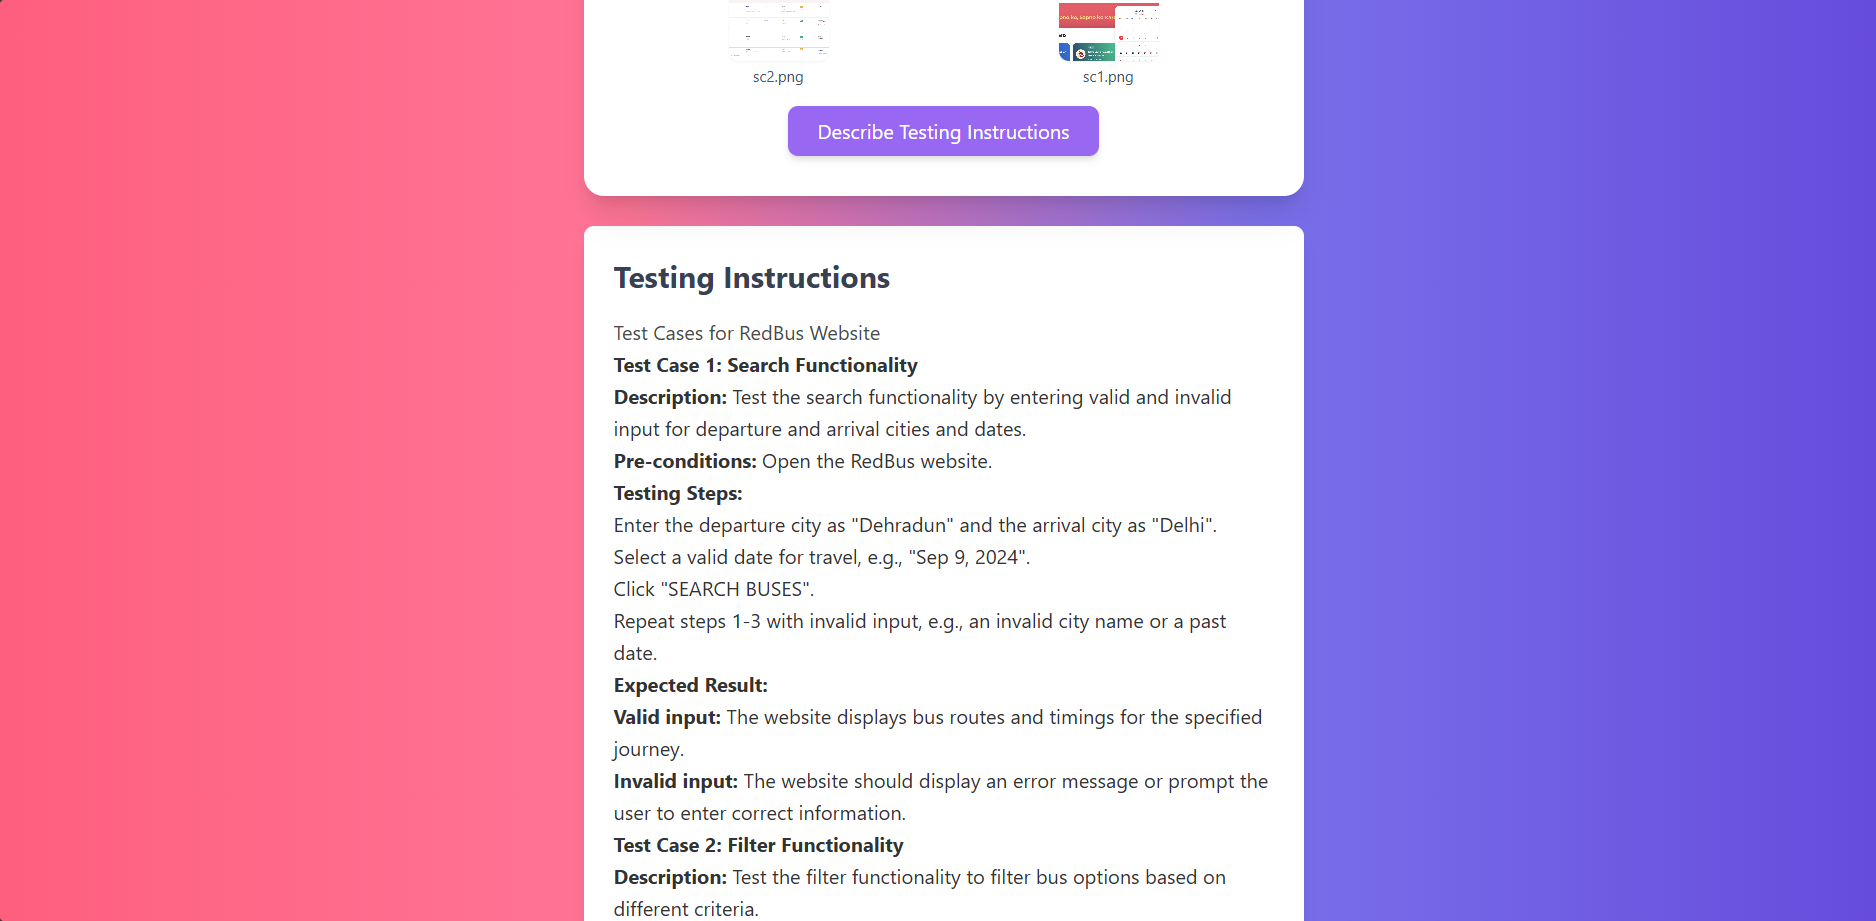 sc2.png
sc1.png
Describe Testing Instructions
Testing Instructions
Test Cases for RedBus Website
Test Case 1: Search Functionality
Description: Test the search functionality by entering valid and invalid
input for departure and arrival cities and dates.
Pre-conditions: Open the RedBus website.
Testing Steps:
Enter the departure city as "Dehradun" and the arrival city as "Delhi".
Select a valid date for travel, e.g., "Sep 9, 2024".
Click "SEARCH BUSES".
Repeat steps 1-3 with invalid input, e.g., an invalid city name or a past
date.
Expected Result:
Valid input: The website displays bus routes and timings for the specified
journey.
Invalid input: The website should display an error message or prompt the
user to enter correct information.
Test Case 2: Filter Functionality
Description: Test the filter functionality to filter bus options based on
different criteria.